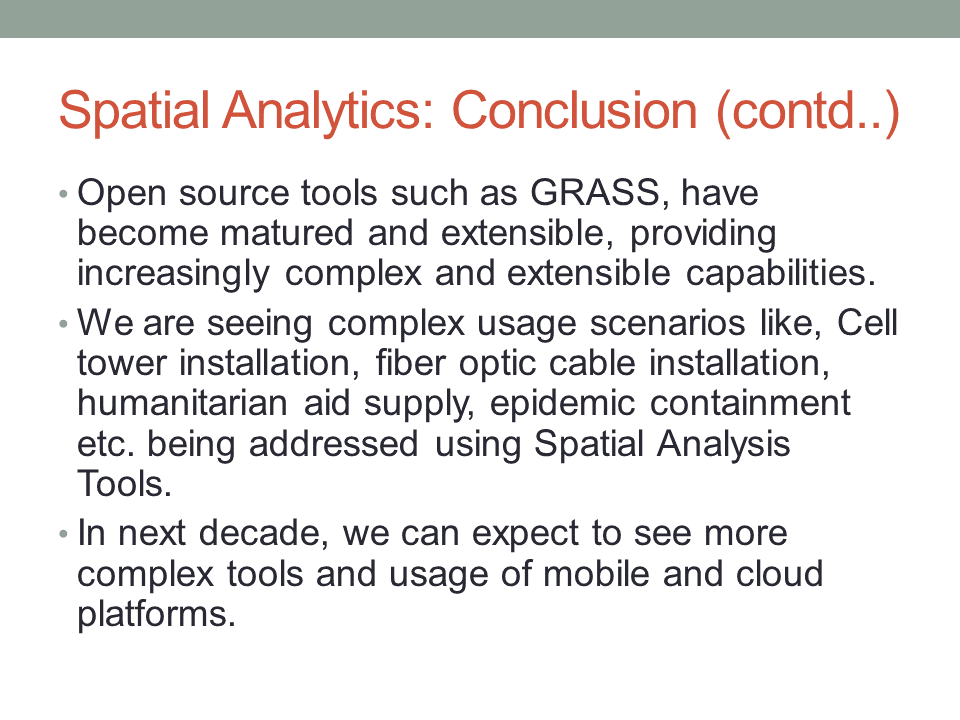 Spatial Analytics: Conclusion (contd..)
• Open source tools such as GRASS, have
become matured and extensible, providing
increasingly complex and extensible capabilities.
• We are seeing complex usage scenarios like, Cell
tower installation, fiber optic cable installation,
humanitarian aid supply, epidemic containment
etc. being addressed using Spatial Analysis
Tools.
• In next decade, we can expect to see more
complex tools and usage of mobile and cloud
platforms.